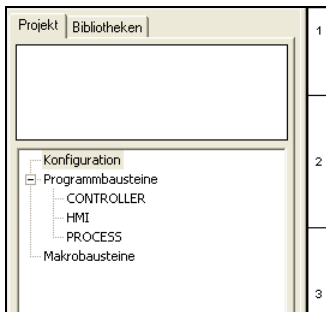 Projekt Bibliotheken
1
Konfiguration
2
Programmbausteine
CONTROLLER
HMI
PROCESS
Makrobausteine
3